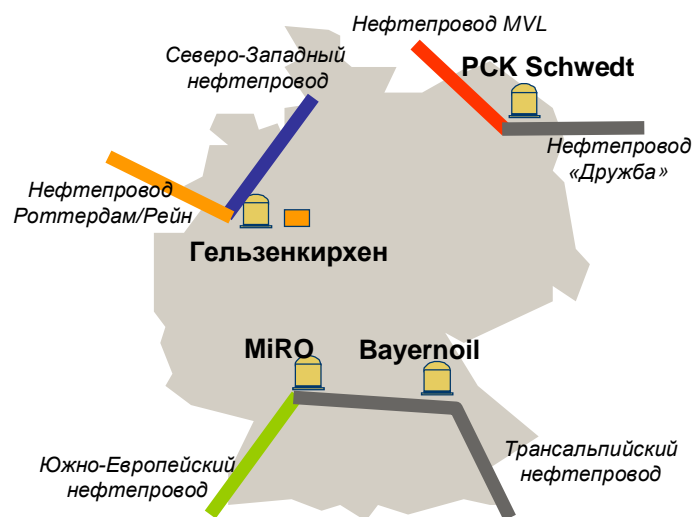 Нефтепровод MVL
Северо-Западный
нефтепровод
PCK Schwedt
Нефтепровод
«Дружба»
Нефтепровод
Роттердам/Рейн
Гельзенкирхен
MiRO
Bayernoil
Южно-Европейский
нефтепровод
Трансальпийский
нефтепровод